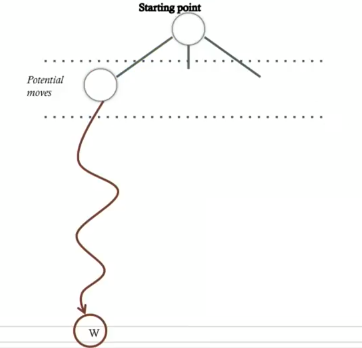 Starting point
Potential
moves
W